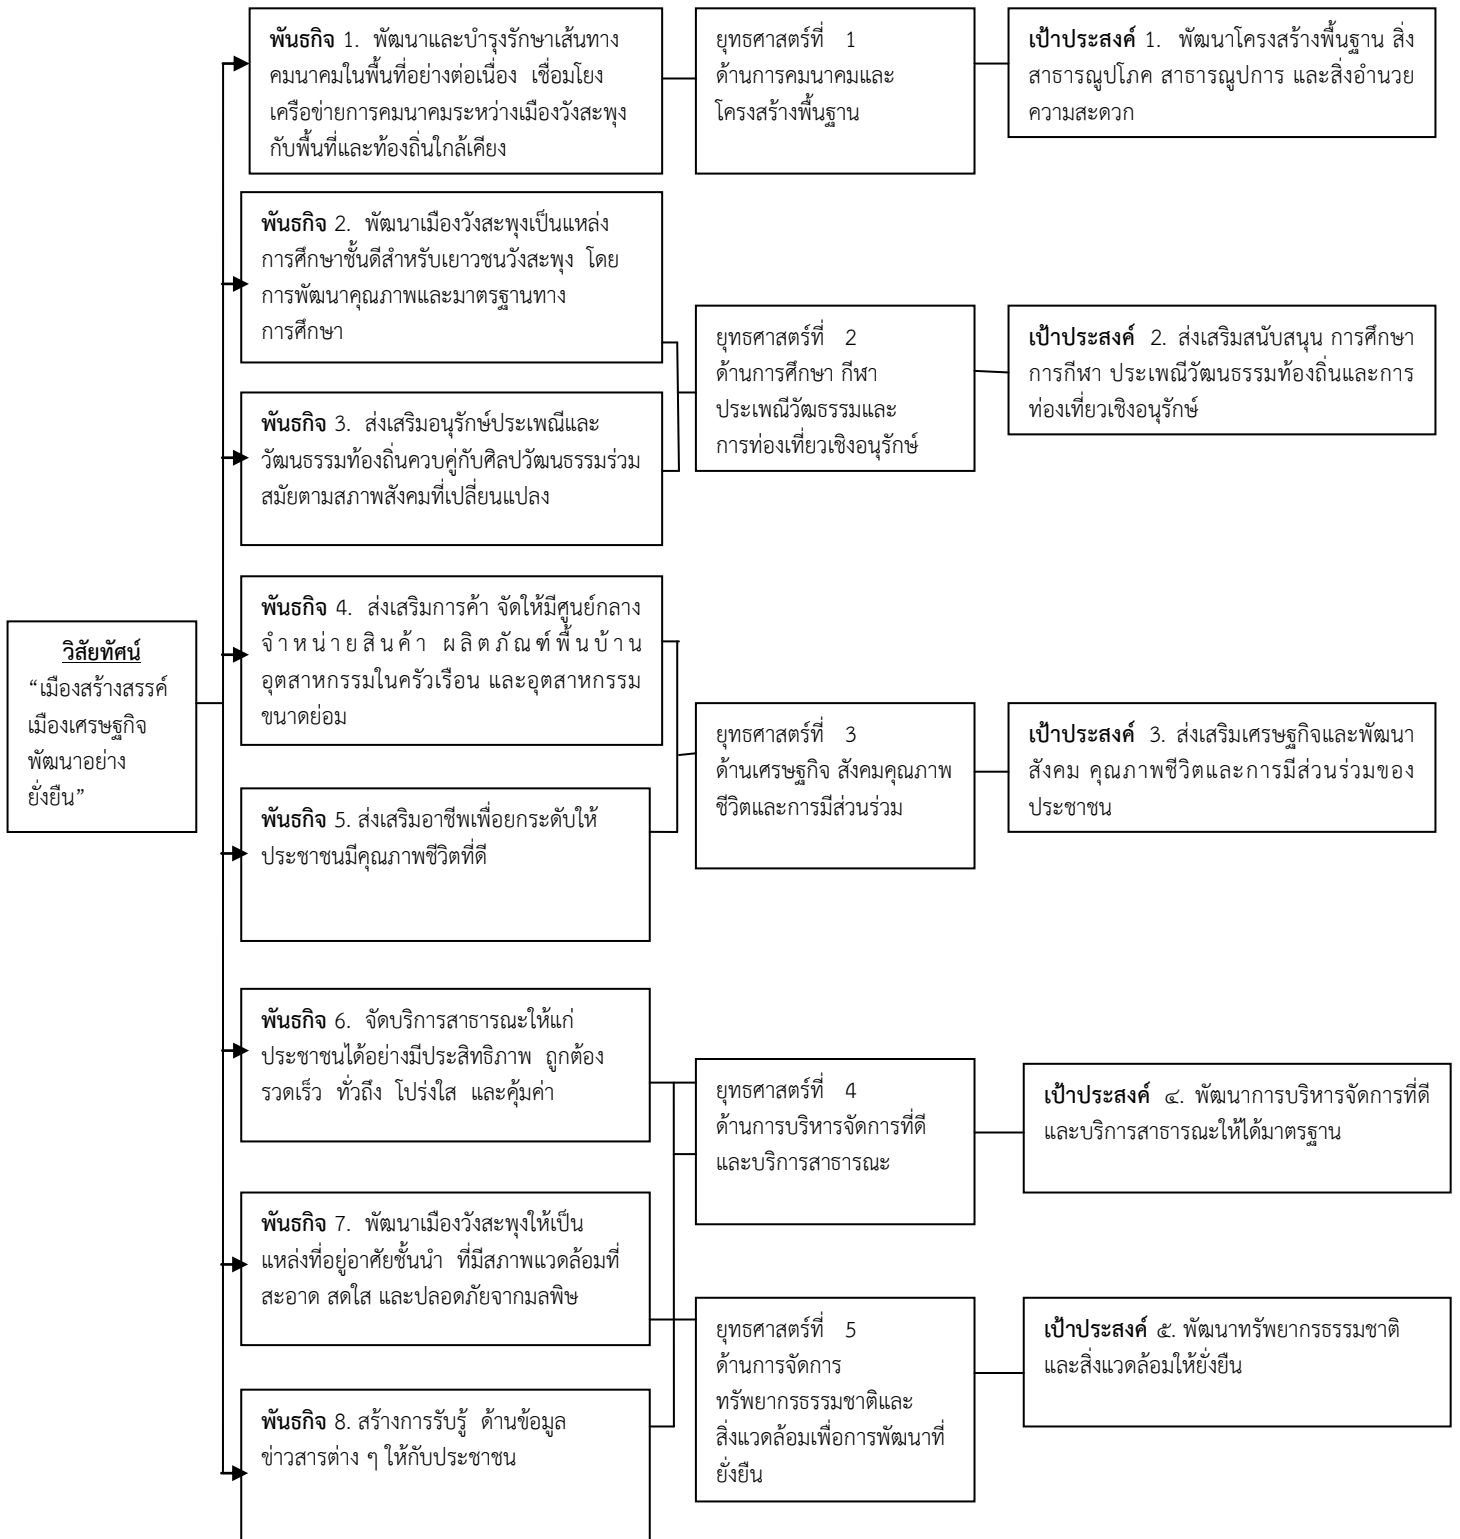 พันธกิจ 1. พัฒนาและบำรุงรักษาเส้นทาง
คมนาคมในพื้นที่อย่างต่อเนื่อง เชื่อมโยง
เครือข่ายการคมนาคมระหว่างเมืองวังสะพุง
กับพื้นที่และท้องถิ่นใกล้เคียง
ยุทธศาสตร์ที่ 1
ด้านการคมนาคมและ
โครงสร้างพื้นฐาน
เป้าประสงค์ 1. พัฒนาโครงสร้างพื้นฐาน สิ่ง
สาธารณูปโภค สาธารณูปการ และสิ่งอำนวย
ความสะดวก
พันธกิจ 2. พัฒนาเมืองวังสะพุงเป็นแหล่ง
การศึกษาชั้นดีสำหรับเยาวชนวังสะพุง โดย
การพัฒนาคุณภาพและมาตรฐานทาง
การศึกษา
พันธกิจ 3. ส่งเสริมอนุรักษ์ประเพณีและ
วัฒนธรรมท้องถิ่นควบคู่กับศิลปวัฒนธรรมร่วม
สมัยตามสภาพสังคมที่เปลี่ยนแปลง
ยุทธศาสตร์ที่ 2
ด้านการศึกษา กีฬา
ประเพณีวัฒธรรมและ
การท่องเที่ยวเชิงอนุรักษ์
เป้าประสงค์ 2. ส่งเสริมสนับสนุน การศึกษา
การกีฬา ประเพณีวัฒนธรรมท้องถิ่นและการ
ท่องเที่ยวเชิงอนุรักษ์
วิสัยทัศน์
“เมืองสร้างสรรค์
เมืองเศรษฐกิจ
พัฒนาอย่าง
ยั่งยืน”
พันธกิจ 4. ส่งเสริมการค้า จัดให้มีศูนย์กลาง
จำหน่ายสินค้า ผลิตภัณฑ์พื้นบ้าน
อุตสาหกรรมในครัวเรือน และอุตสาหกรรม
ขนาดย่อม
พันธกิจ 5. ส่งเสริมอาชีพเพื่อยกระดับให้
ประชาชนมีคุณภาพชีวิตที่ดี
ยุทธศาสตร์ที่ 3
ด้านเศรษฐกิจ สังคมคุณภาพ
ชีวิตและการมีส่วนร่วม
เป้าประสงค์ 3. ส่งเสริมเศรษฐกิจและพัฒนา
สังคม คุณภาพชีวิตและการมีส่วนร่วมของ
ประชาชน
พันธกิจ 6. จัดบริการสาธารณะให้แก่
ประชาชนได้อย่างมีประสิทธิภาพ ถูกต้อง
รวดเร็ว ทั่วถึง โปร่งใส และคุ้มค่า
ยุทธศาสตร์ที่ 4
ด้านการบริหารจัดการที่ดี
และบริการสาธารณะ
เป้าประสงค์ ๔. พัฒนาการบริหารจัดการที่ดี
และบริการสาธารณะให้ได้มาตรฐาน
พันธกิจ 7. พัฒนาเมืองวังสะพุงให้เป็น
แหล่งที่อยู่อาศัยชั้นนำ ที่มีสภาพแวดล้อมที่
สะอาด สดใส และปลอดภัยจากมลพิษ
พันธกิจ 8. สร้างการรับรู้ ด้านข้อมูล
ข่าวสารต่าง ๆ ให้กับประชาชน
ยุทธศาสตร์ที่ 5
ด้านการจัดการ
ทรัพยากรธรรมชาติและ
สิ่งแวดล้อมเพื่อการพัฒนาที่
ยั่งยืน
เป้าประสงค์ ๕. พัฒนาทรัพยากรธรรมชาติ
และสิ่งแวดล้อมให้ยั่งยืน